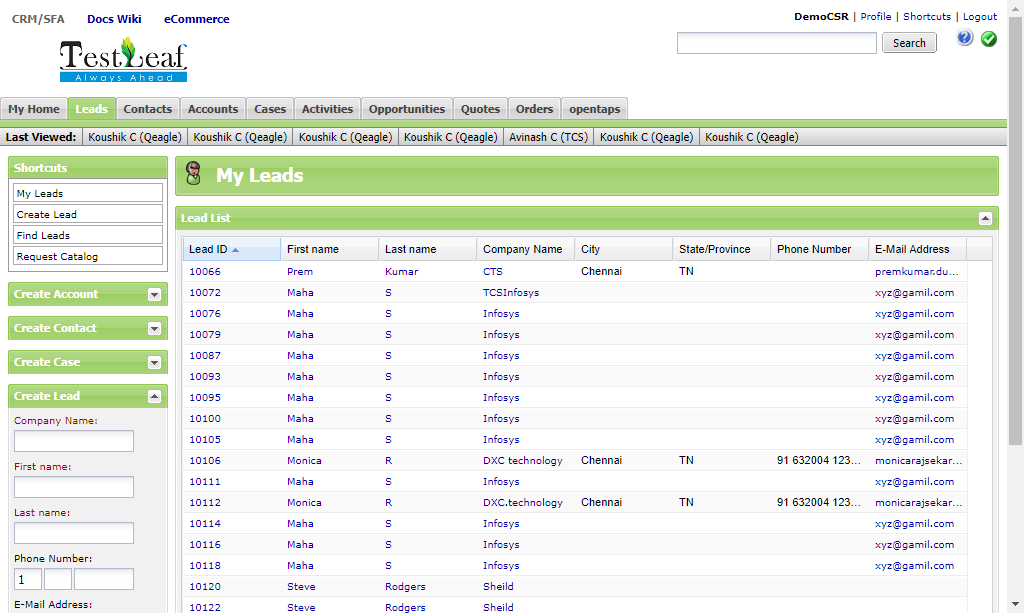 CRM/SFA Docs Wiki eCommerce
DemoCSR | Profile | Shortcuts | Logout
TestLeaf
Always Ahead
Search
My Home Leads Contacts Accounts Cases Activities Opportunities Quotes Orders opentaps
Last Viewed: Koushik C (Qeagle) Koushik C (Qeagle) Koushik C (Qeagle) Koushik C (Qeagle) Avinash C (TCS) Koushik C (Qeagle) Koushik C (Qeagle)
Shortcuts
My Leads
Create Lead
Find Leads
Request Catalog
Create Account
Create Contact
Create Case
Create Lead
Company Name:
First name:
Last name:
Phone Number:
1
E-Mail Address:
My Leads
Lead List
Lead ID First name Last name Company Name City State/Province Phone Number E-Mail Address
10066 Prem Kumar CTS Chennai TN premkumar.du...
10072 Maha S TCSInfosys xyz@gamil.com
10076 Maha S Infosys xyz@gamil.com
10079 Maha S Infosys xyz@gamil.com
10087 Maha S Infosys xyz@gamil.com
10093 Maha S Infosys xyz@gamil.com
10095 Maha S Infosys xyz@gamil.com
10100 Maha S Infosys xyz@gamil.com
10105 Maha S Infosys xyz@gamil.com
10106 Monica R DXC technology Chennai TN 91 632004 123... monicarajsekar...
10111 Maha S Infosys xyz@gamil.com
10112 Monica R DXC.technology Chennai TN 91 632004 123... monicarajsekar...
10114 Maha S Infosys xyz@gamil.com
10116 Maha S Infosys xyz@gamil.com
10118 Maha S Infosys xyz@gamil.com
10120 Steve Rodgers Sheild
10122 Steve Rodgers Sheild